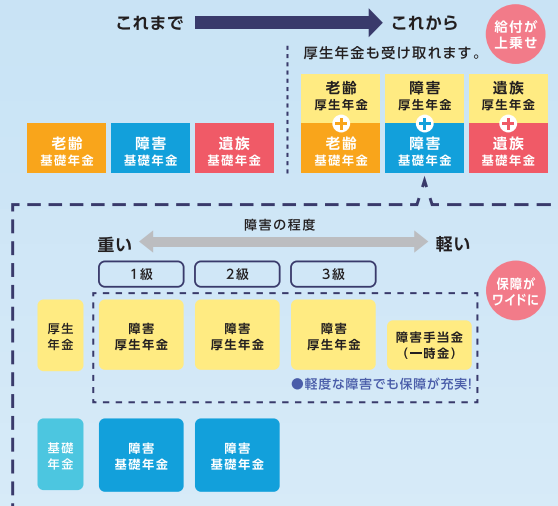 これまで
これから
給付が
上乗せ
厚生年金も受け取れます。
老齢
厚生年金
障害
厚生年金
遺族
厚生年金
+
+
+
老齢
基礎年金
障害
基礎年金
遺族
基礎年金
老齢
基礎年金
障害
基礎年金
遺族
基礎年金
障害の程度
重い
軽い
1級
2級
3級
保障が
ワイドに
厚生
年金
障害
厚生年金
障害
厚生年金
障害
厚生年金
障害手当金
(一時金)
●軽度な障害でも保障が充実!
基礎
年金
障害
基礎年金
障害
基礎年金